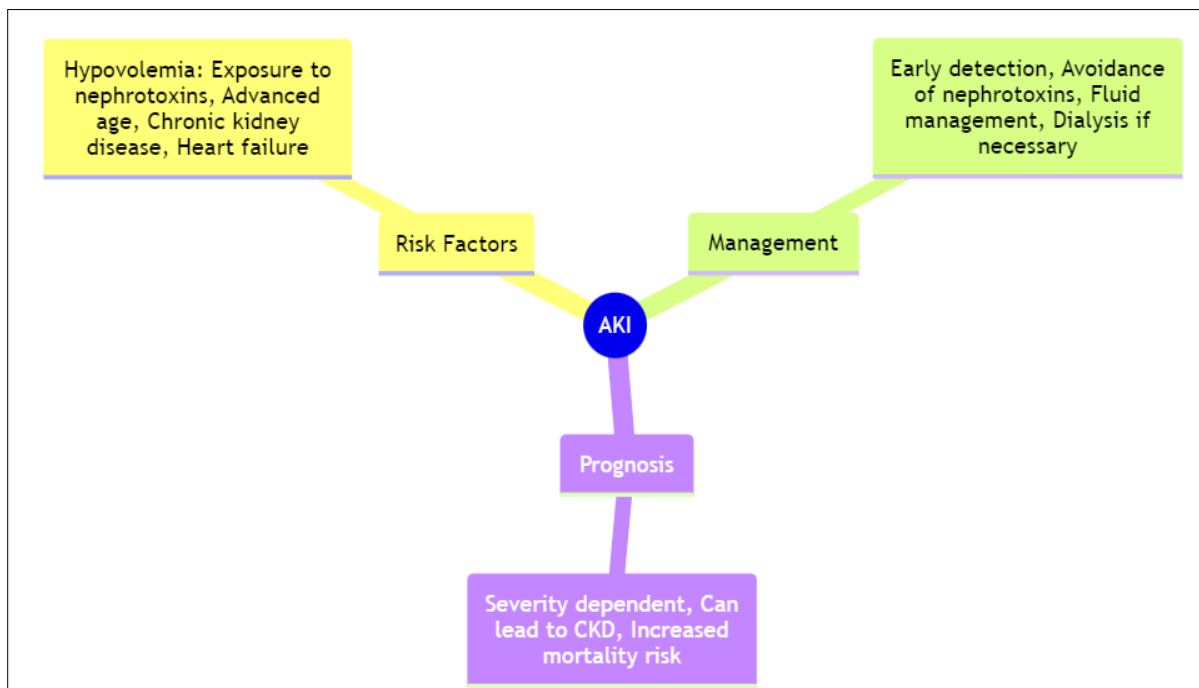 Hypovolemia: Exposure to
nephrotoxins, Advanced
age, Chronic kidney
disease, Heart failure
Early detection, Avoidance
of nephrotoxins, Fluid
management, Dialysis if
necessary
Risk Factors
Management
AKI
Prognosis
Severity dependent, Can
lead to CKD, Increased
mortality risk